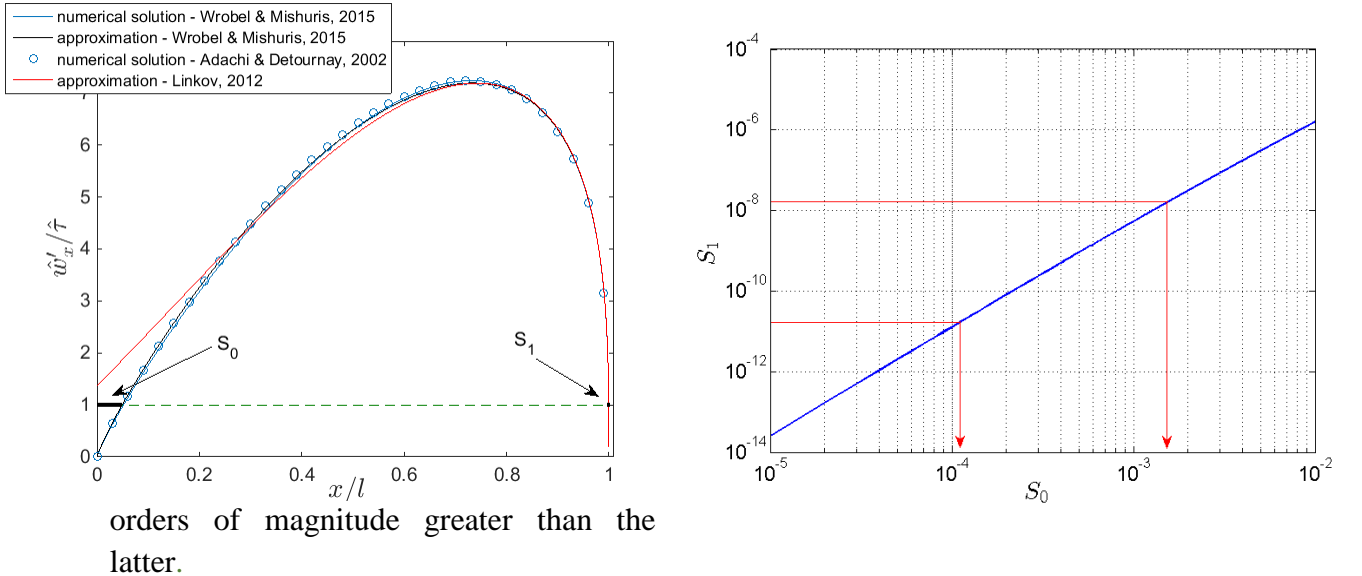 numerical solution - Wrobel & Mishuris, 2015
approximation - Wrobel & Mishuris, 2015
numerical solution - Adachi & Detournay, 2002
approximation - Linkov, 2012
6
5
4
3
2
1
0
ŵ′ₓ/τ̂
S₀
S₁
0 0.2 0.4 0.6 0.8 1
x/l
10⁻⁴
10⁻⁶
10⁻⁸
10⁻¹⁰
10⁻¹²
10⁻¹⁴
S₁
10⁻⁵ 10⁻⁴ 10⁻³ 10⁻²
S₀
orders of magnitude greater than the
latter.